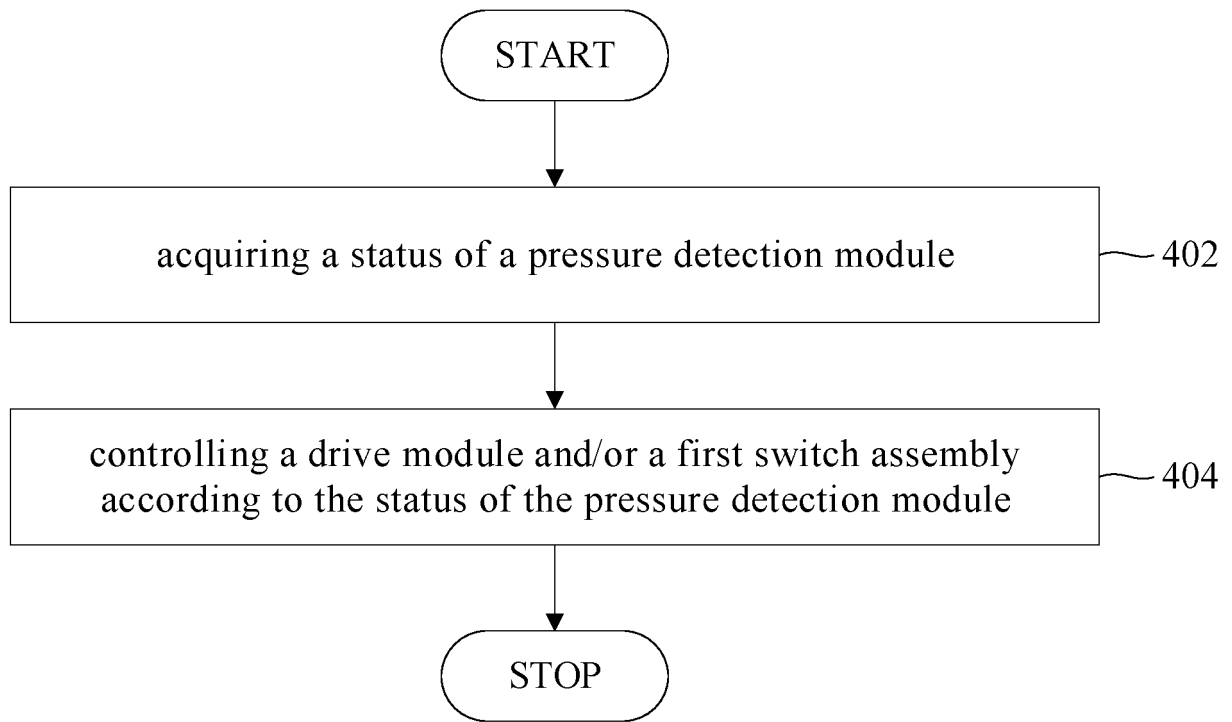 START
acquiring a status of a pressure detection module
402
controlling a drive module and/or a first switch assembly
according to the status of the pressure detection module
404
STOP